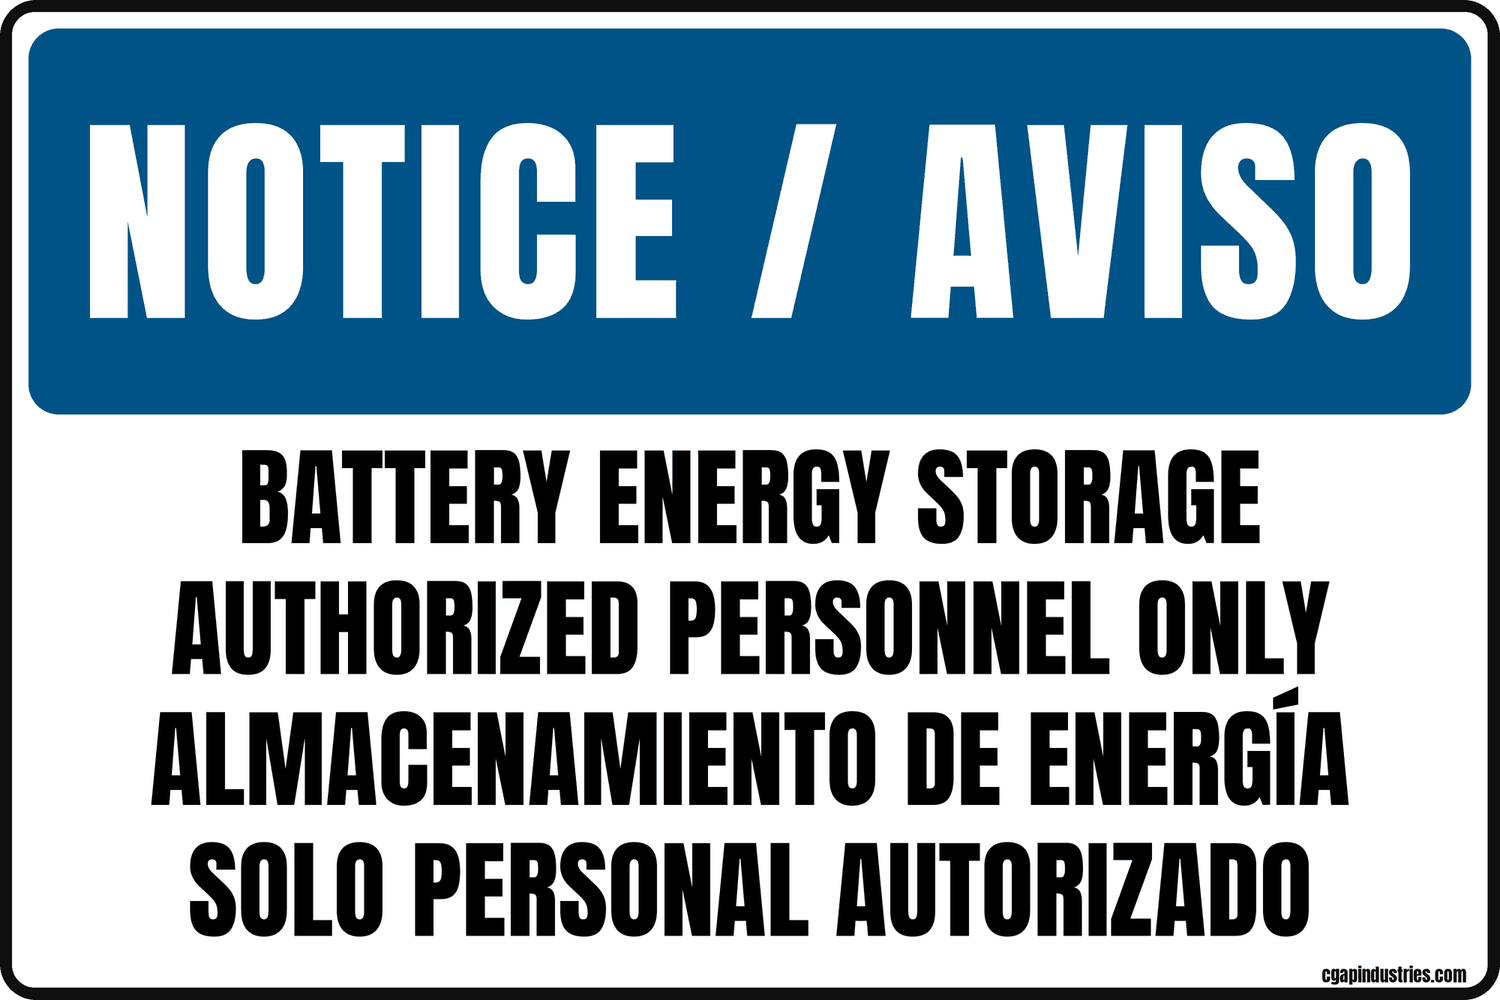 NOTICE / AVISO
BATTERY ENERGY STORAGE
AUTHORIZED PERSONNEL ONLY
ALMACENAMIENTO DE ENERGÍA
SOLO PERSONAL AUTORIZADO
cgapindustries.com